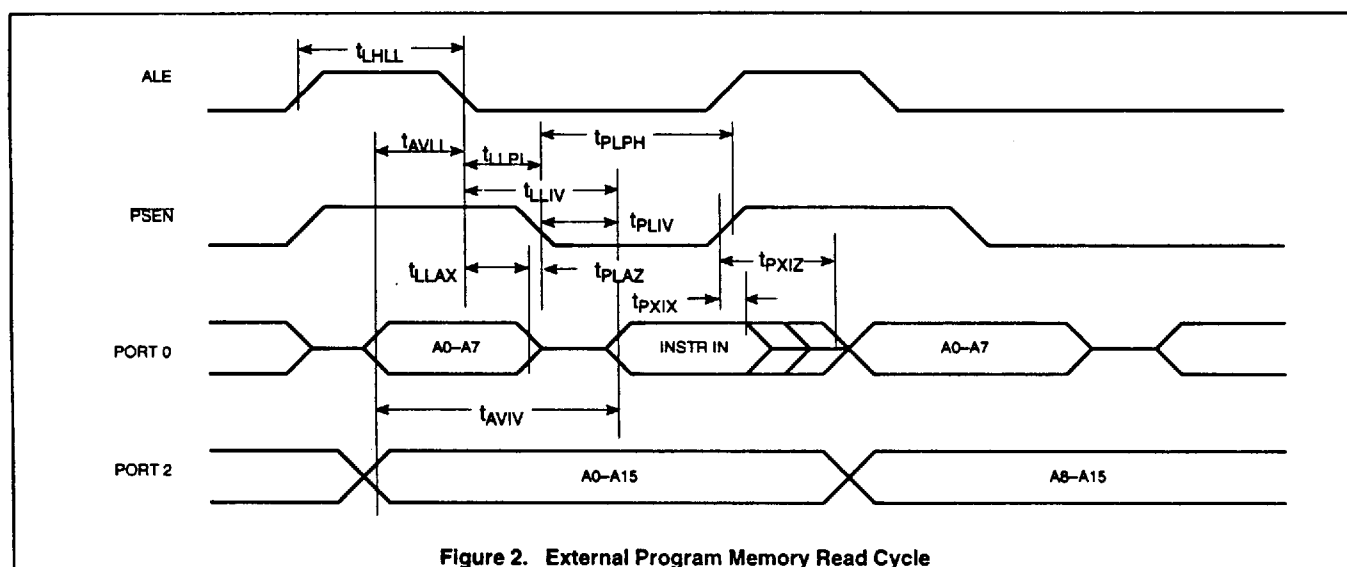 ALE
tLHLL
tAVLL
tLLPL
tPLPH
tLLIV
PSEN
tPLIV
tLLAX
tPLAZ
tPXIZ
tPXIX
PORT 0
A0–A7
INSTR IN
A0–A7
tAVIV
PORT 2
A0–A15
A8–A15
Figure 2. External Program Memory Read Cycle